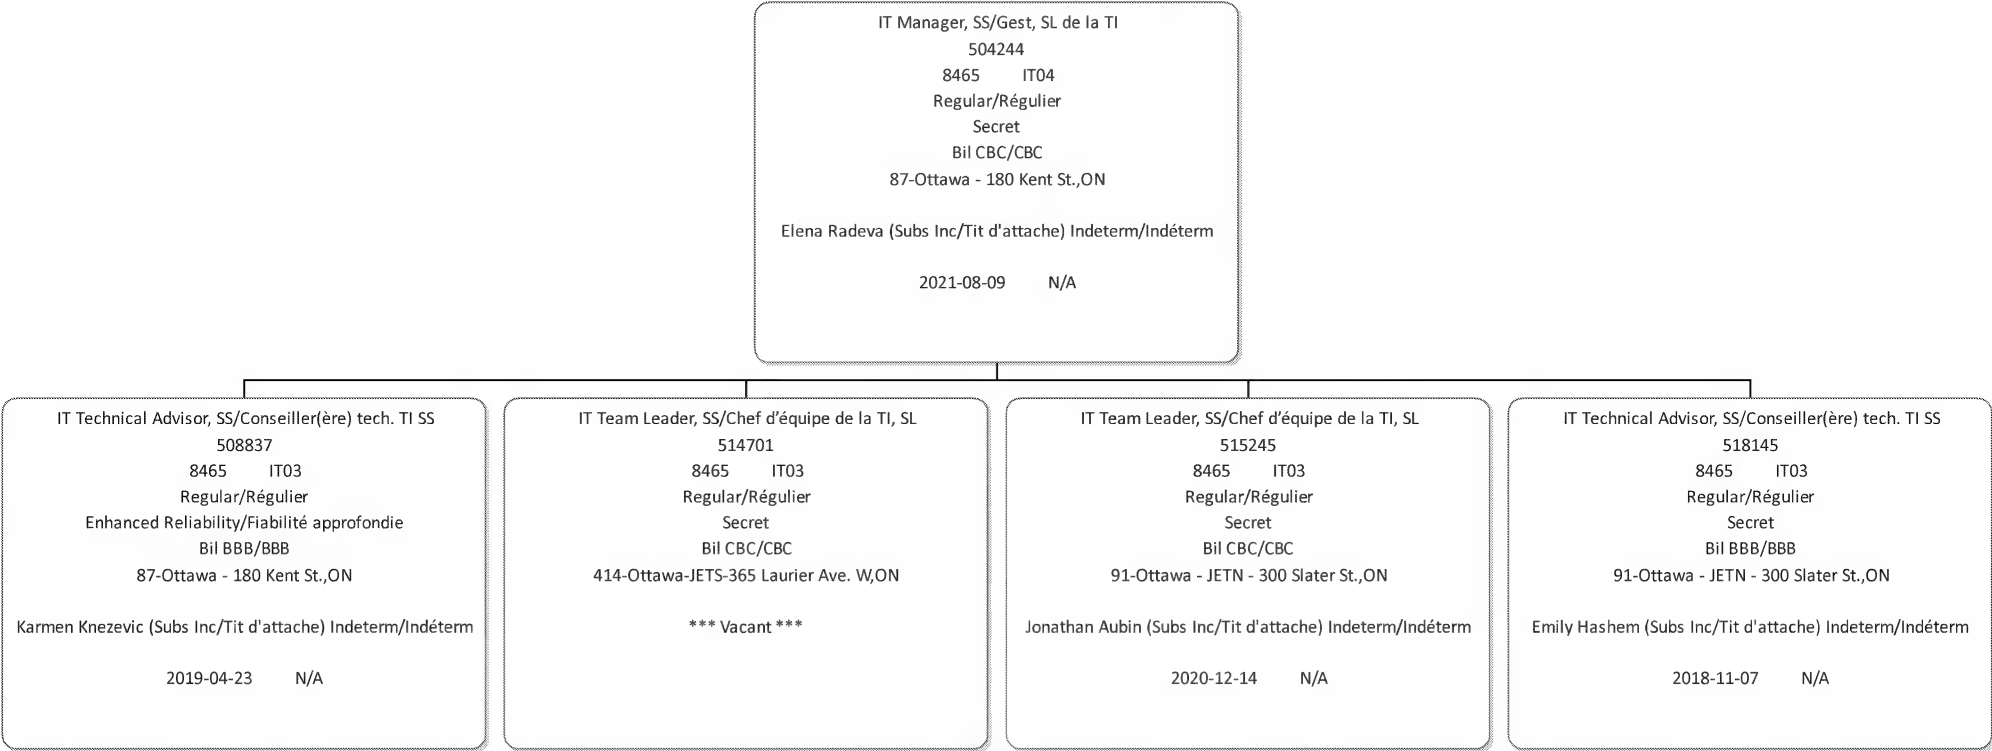 IT Manager, SS/Gest, SL de la TI
504244
8465 IT04
Regular/Régulier
Secret
Bil CBC/CBC
87-Ottawa - 180 Kent St.,ON
Elena Radeva (Subs Inc/Tit d'attache) Indeterm/Indéterm
2021-08-09 N/A
IT Technical Advisor, SS/Conseiller(ère) tech. TI SS
508837
8465 IT03
Regular/Régulier
Enhanced Reliability/Fiabilité approfondie
Bil BBB/BBB
87-Ottawa - 180 Kent St.,ON
Karmen Knezevic (Subs Inc/Tit d'attache) Indeterm/Indéterm
2019-04-23 N/A
IT Team Leader, SS/Chef d’équipe de la TI, SL
514701
8465 IT03
Regular/Régulier
Secret
Bil CBC/CBC
414-Ottawa-JETS-365 Laurier Ave. W,ON
*** Vacant ***
IT Team Leader, SS/Chef d’équipe de la TI, SL
515245
8465 IT03
Regular/Régulier
Secret
Bil CBC/CBC
91-Ottawa - JETN - 300 Slater St.,ON
Jonathan Aubin (Subs Inc/Tit d'attache) Indeterm/Indéterm
2020-12-14 N/A
IT Technical Advisor, SS/Conseiller(ère) tech. TI SS
518145
8465 IT03
Regular/Régulier
Secret
Bil BBB/BBB
91-Ottawa - JETN - 300 Slater St.,ON
Emily Hashem (Subs Inc/Tit d'attache) Indeterm/Indéterm
2018-11-07 N/A